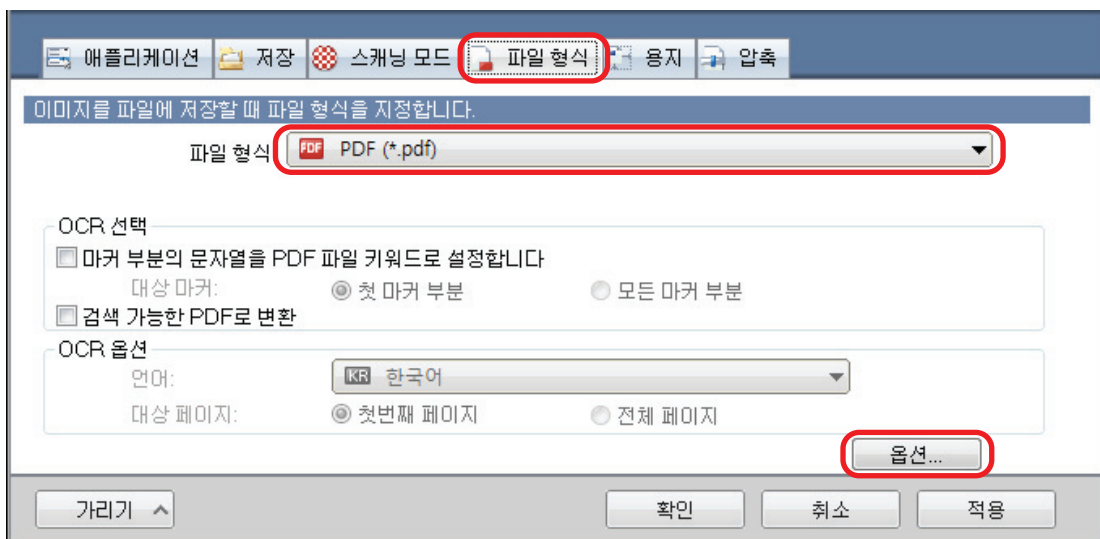 애플리케이션 저장 스캐닝 모드 파일 형식 용지 압축
이미지를 파일에 저장할 때 파일 형식을 지정합니다.
파일 형식 PDF PDF (*.pdf)
OCR 선택
마커 부분의 문자열을 PDF 파일 키워드로 설정합니다
대상 마커: 첫 마커 부분 모든 마커 부분
검색 가능한 PDF로 변환
OCR 옵션
언어: KR 한국어
대상 페이지: 첫번째 페이지 전체 페이지
옵션...
가리기 확인 취소 적용